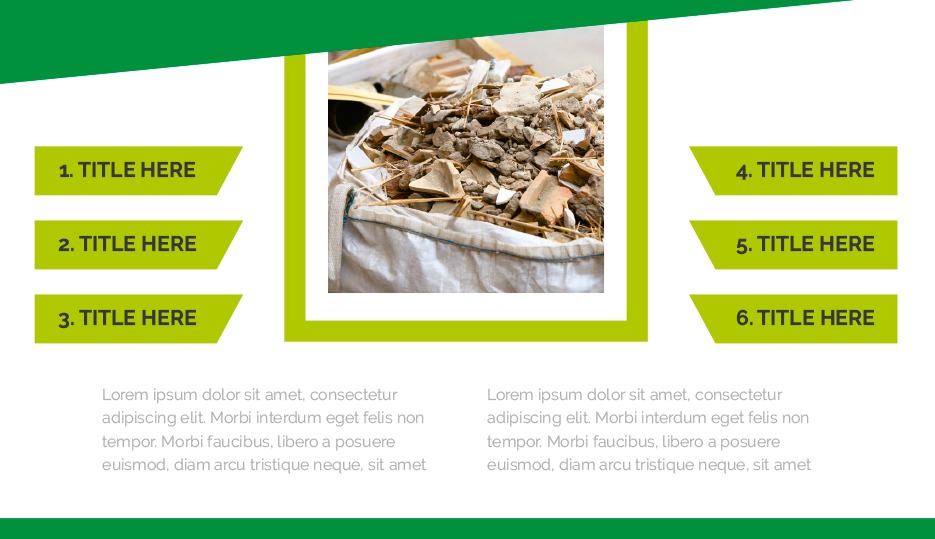 1. TITLE HERE
2. TITLE HERE
3. TITLE HERE
4. TITLE HERE
5. TITLE HERE
6. TITLE HERE
Lorem ipsum dolor sit amet, consectetur
adipiscing elit. Morbi interdum eget felis non
tempor. Morbi faucibus, libero a posuere
euismod, diam arcu tristique neque, sit amet
Lorem ipsum dolor sit amet, consectetur
adipiscing elit. Morbi interdum eget felis non
tempor. Morbi faucibus, libero a posuere
euismod, diam arcu tristique neque, sit amet